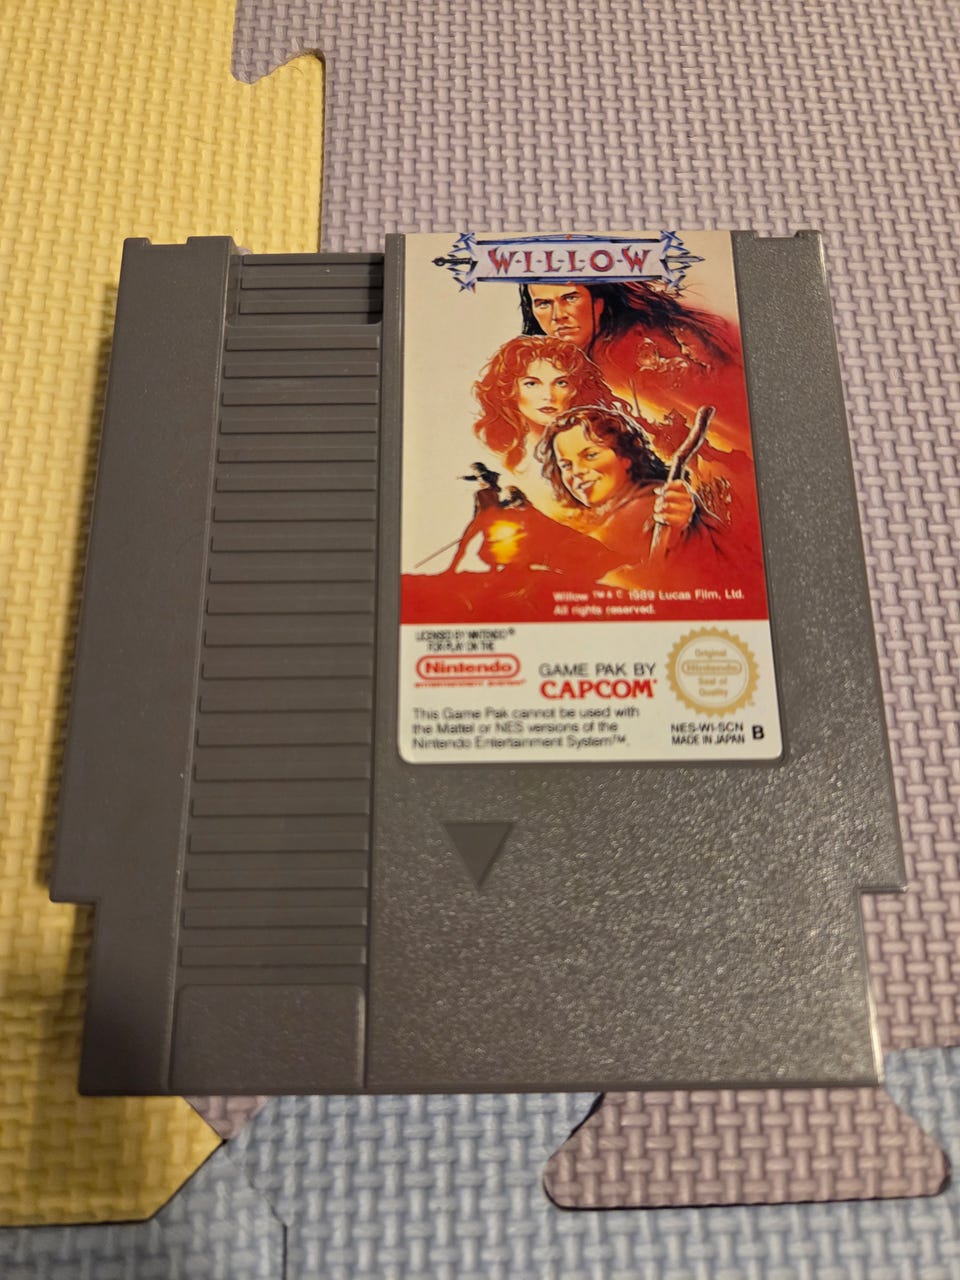 W·I·L·L·O·W
Willow ™ & © 1989 Lucas Film, Ltd.
All rights reserved.
LICENSED BY NINTENDO®
FOR PLAY ON THE
Nintendo
ENTERTAINMENT SYSTEM
GAME PAK BY
CAPCOM
Original
Nintendo
Seal of
Quality
This Game Pak cannot be used with
the Mattel or NES versions of the
Nintendo Entertainment System™.
NES-WI-SCN
MADE IN JAPAN B